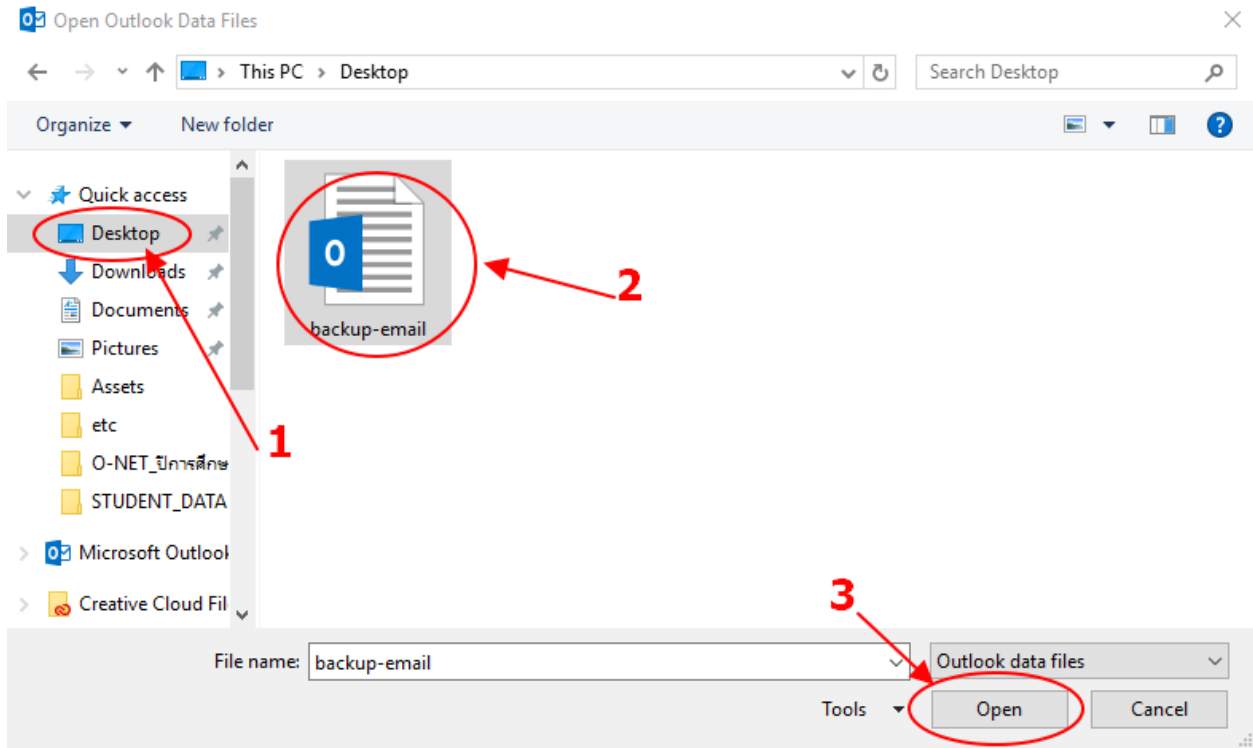 Open Outlook Data Files
This PC > Desktop
Search Desktop
Organize
New folder
Quick access
Desktop
Downloads
Documents
Pictures
Assets
etc
O-NET_ปีการศึกษ
STUDENT_DATA
Microsoft Outlook
Creative Cloud Fil
backup-email
1
2
3
File name:
backup-email
Outlook data files
Tools
Open
Cancel